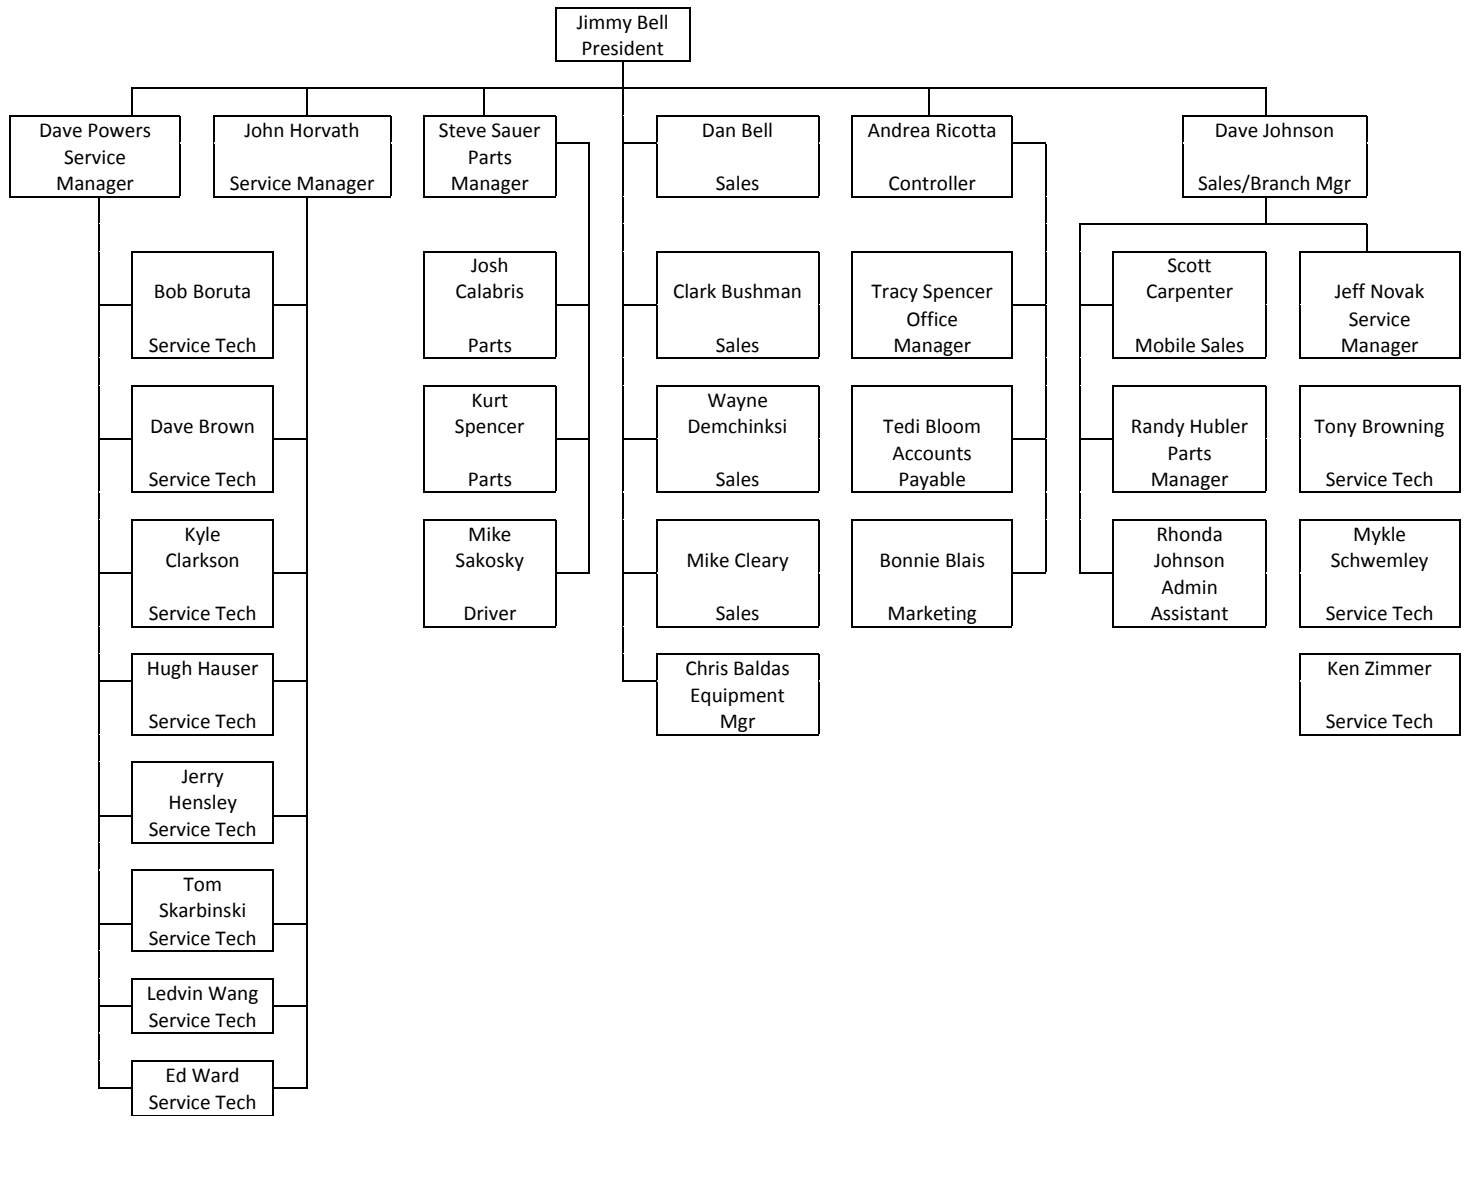 Jimmy Bell
President
Dave Powers
Service
Manager
John Horvath
Service Manager
Steve Sauer
Parts
Manager
Dan Bell
Sales
Andrea Ricotta
Controller
Dave Johnson
Sales/Branch Mgr
Bob Boruta
Service Tech
Josh
Calabris
Parts
Clark Bushman
Sales
Tracy Spencer
Office
Manager
Scott
Carpenter
Mobile Sales
Jeff Novak
Service
Manager
Dave Brown
Service Tech
Kurt
Spencer
Parts
Wayne
Demchinksi
Sales
Tedi Bloom
Accounts
Payable
Randy Hubler
Parts
Manager
Tony Browning
Service Tech
Kyle
Clarkson
Service Tech
Mike
Sakosky
Driver
Mike Cleary
Sales
Bonnie Blais
Marketing
Rhonda
Johnson
Admin
Assistant
Mykle
Schwemley
Service Tech
Hugh Hauser
Service Tech
Chris Baldas
Equipment
Mgr
Ken Zimmer
Service Tech
Jerry
Hensley
Service Tech
Tom
Skarbinski
Service Tech
Ledvin Wang
Service Tech
Ed Ward
Service Tech